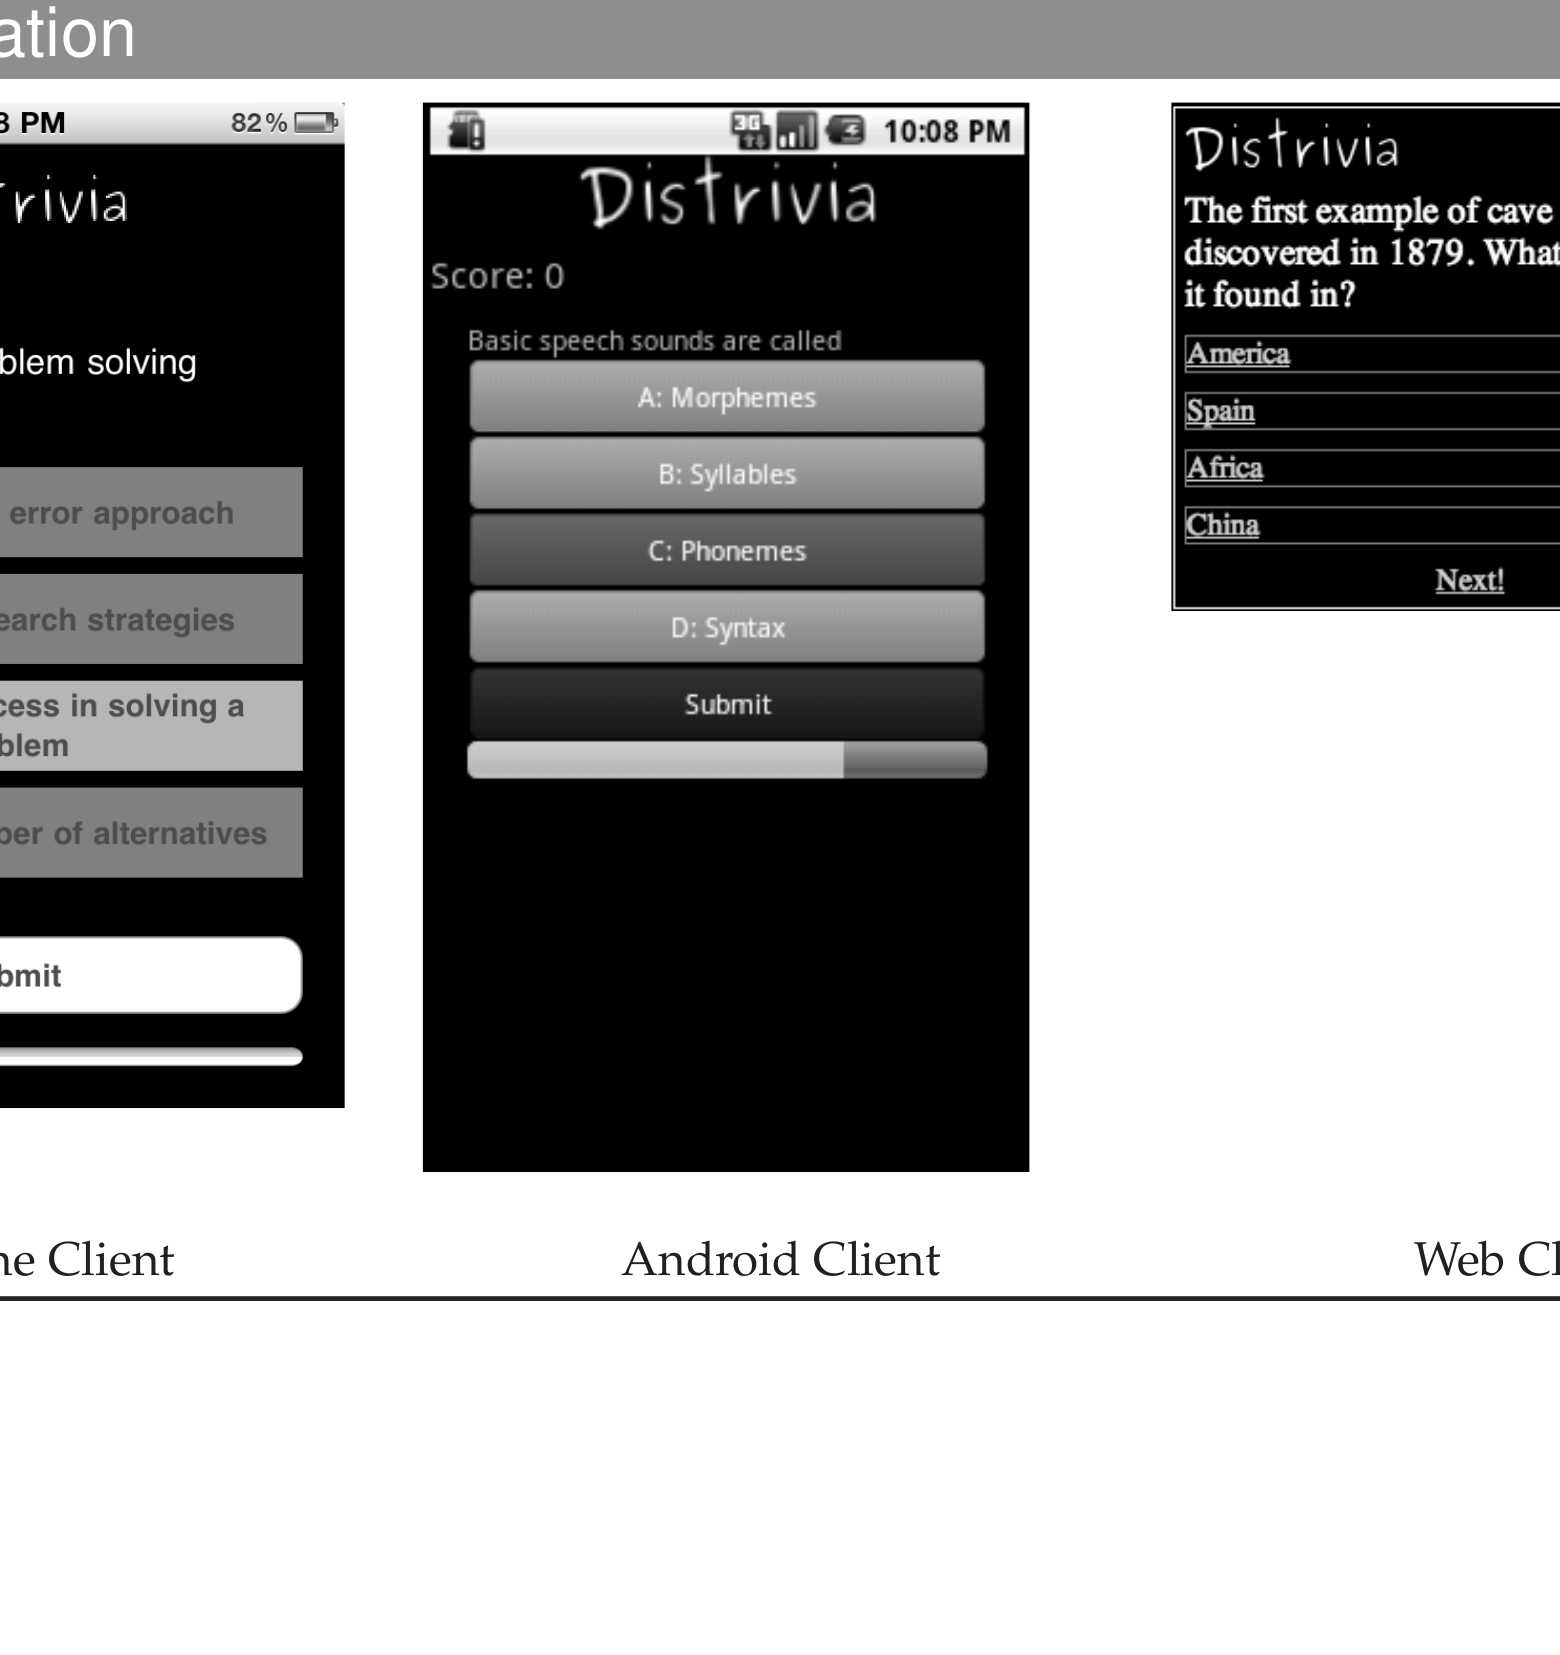 ation
8 PM 82%
rivia
blem solving
error approach
earch strategies
cess in solving a
blem
ber of alternatives
bmit
3G 10:08 PM
Distrivia
Score: 0
Basic speech sounds are called
A: Morphemes
B: Syllables
C: Phonemes
D: Syntax
Submit
Distrivia
The first example of cave
discovered in 1879. What
it found in?
America
Spain
Africa
China
Next!
ne Client
Android Client
Web Cl